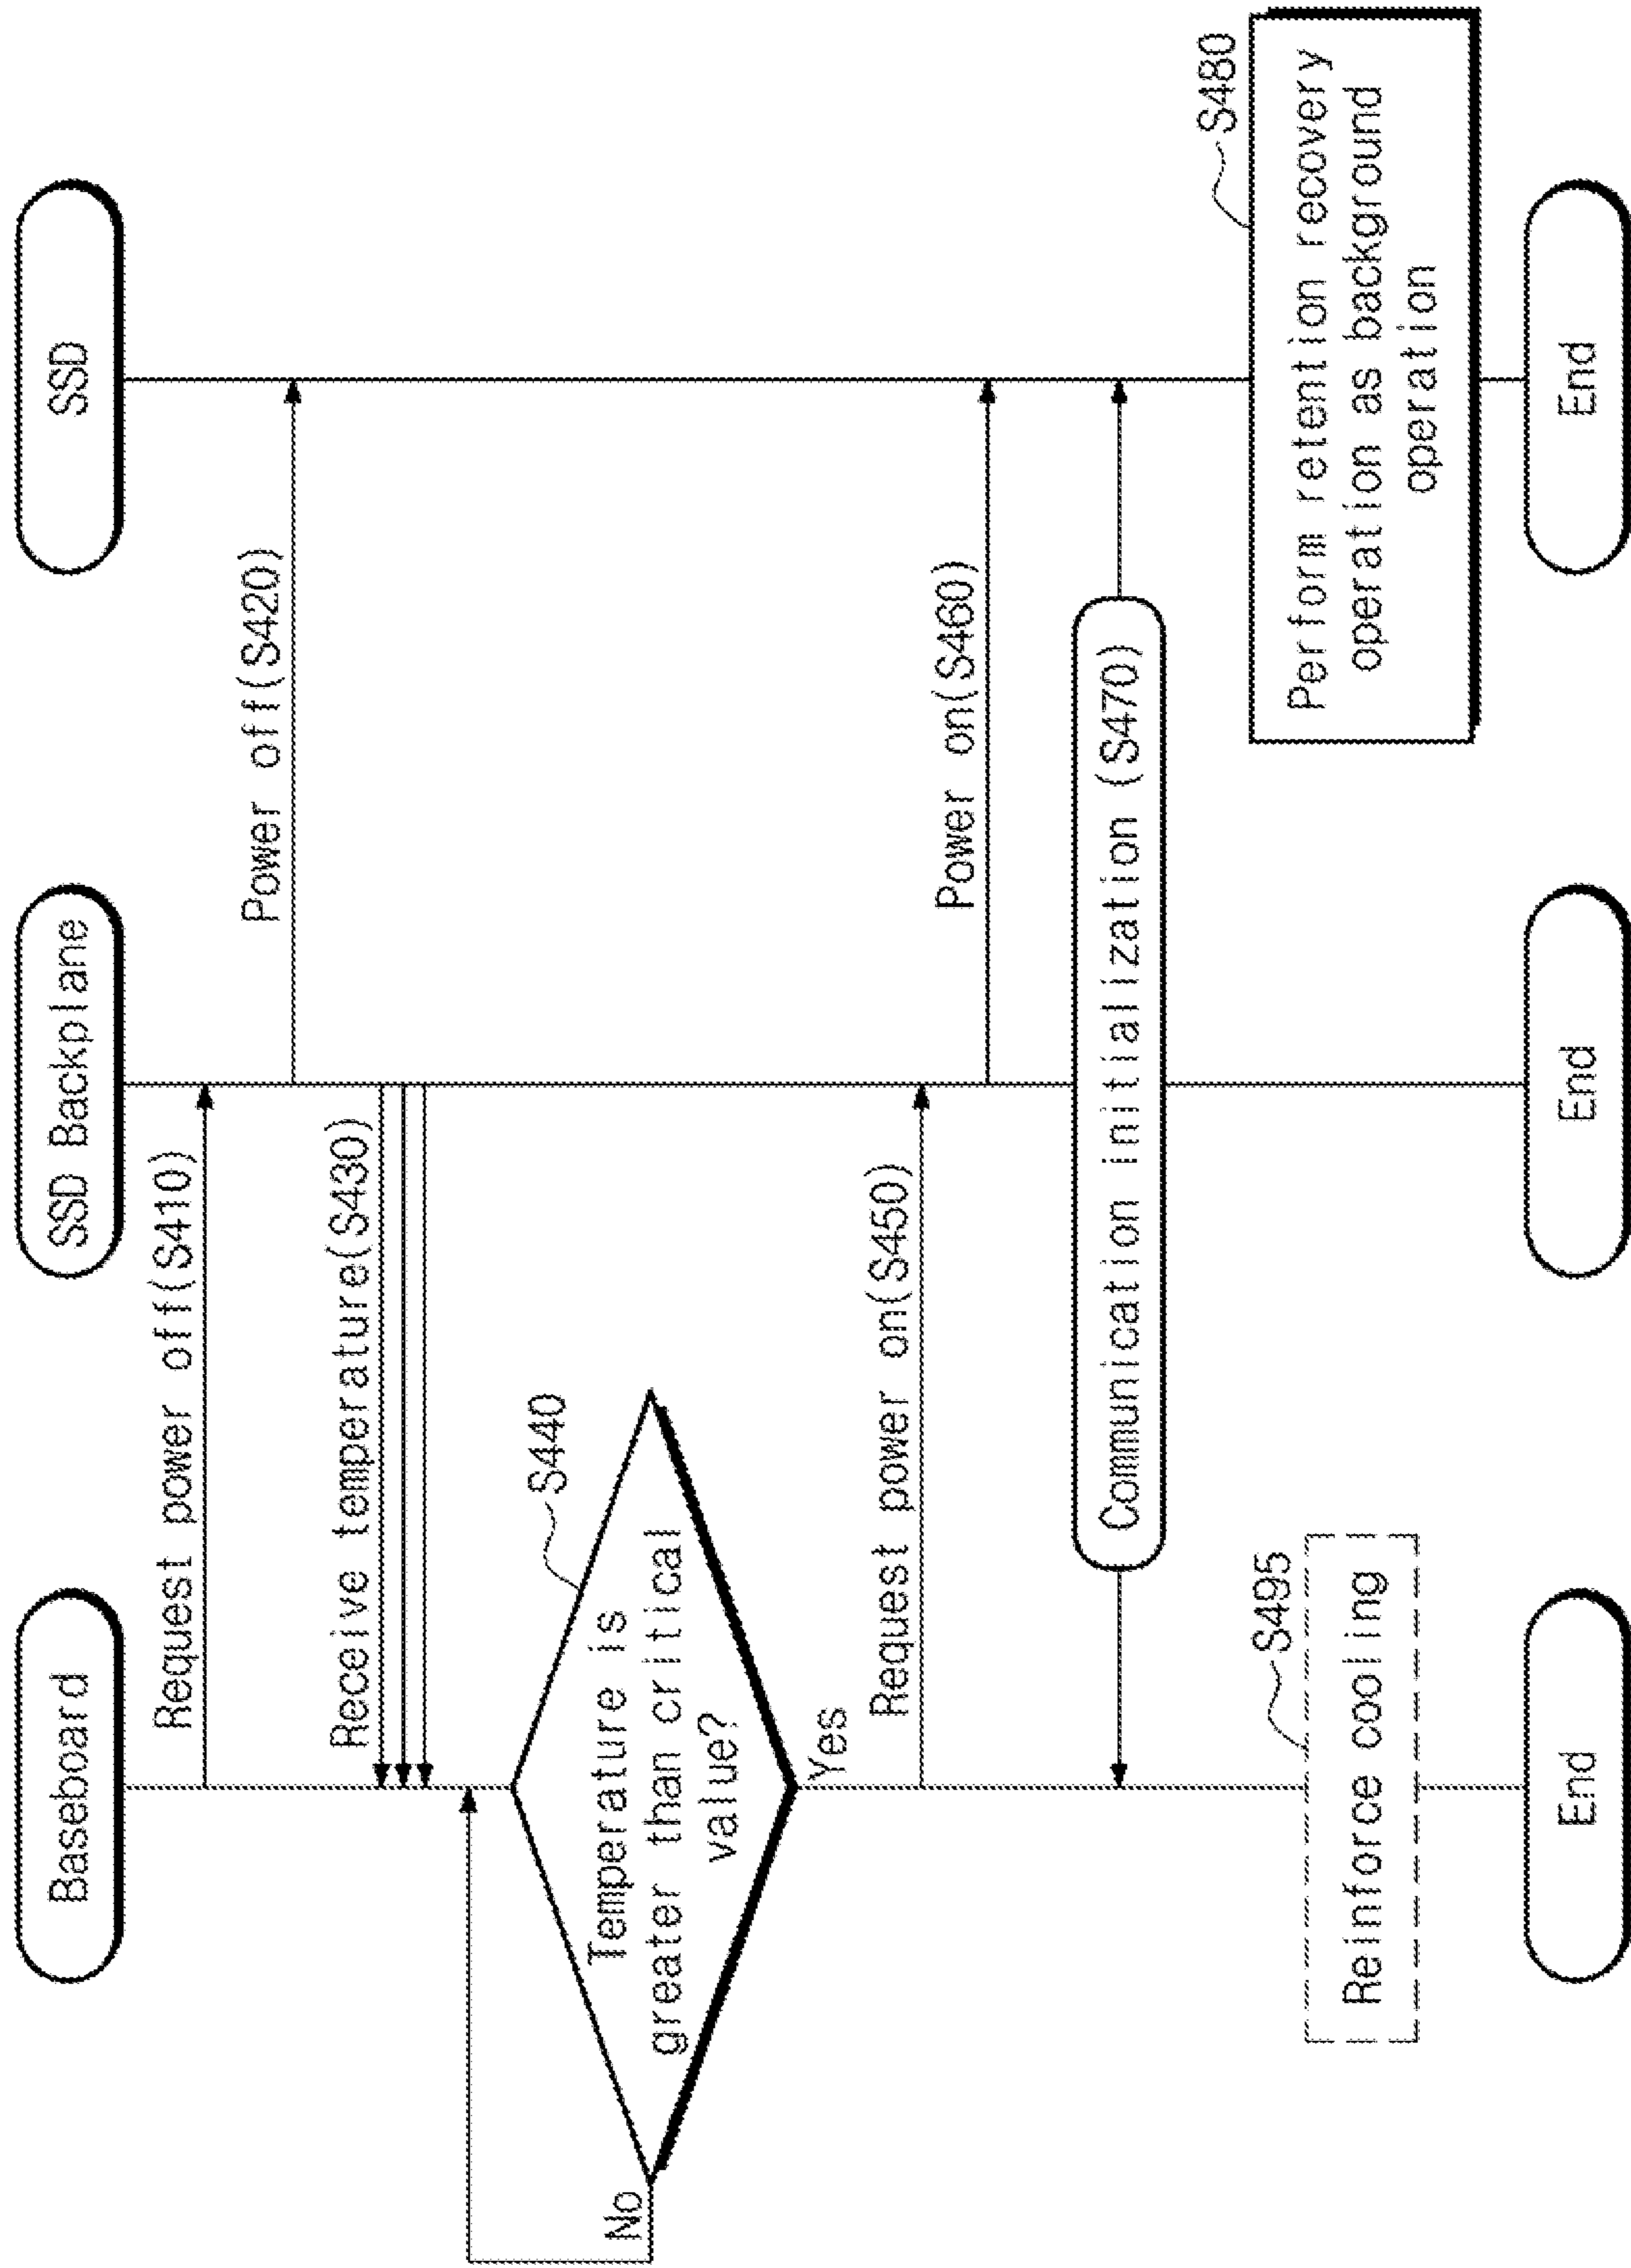 Baseboard
SSD Backplane
SSD
Request power off(S410)
Power off(S420)
Receive temperature(S430)
S440
Temperature is
greater than critical
value?
No
Yes
Request power on(S450)
Power on(S460)
Communication initialization (S470)
S495
Reinforce cooling
S480
Perform retention recovery
operation as background
operation
End
End
End